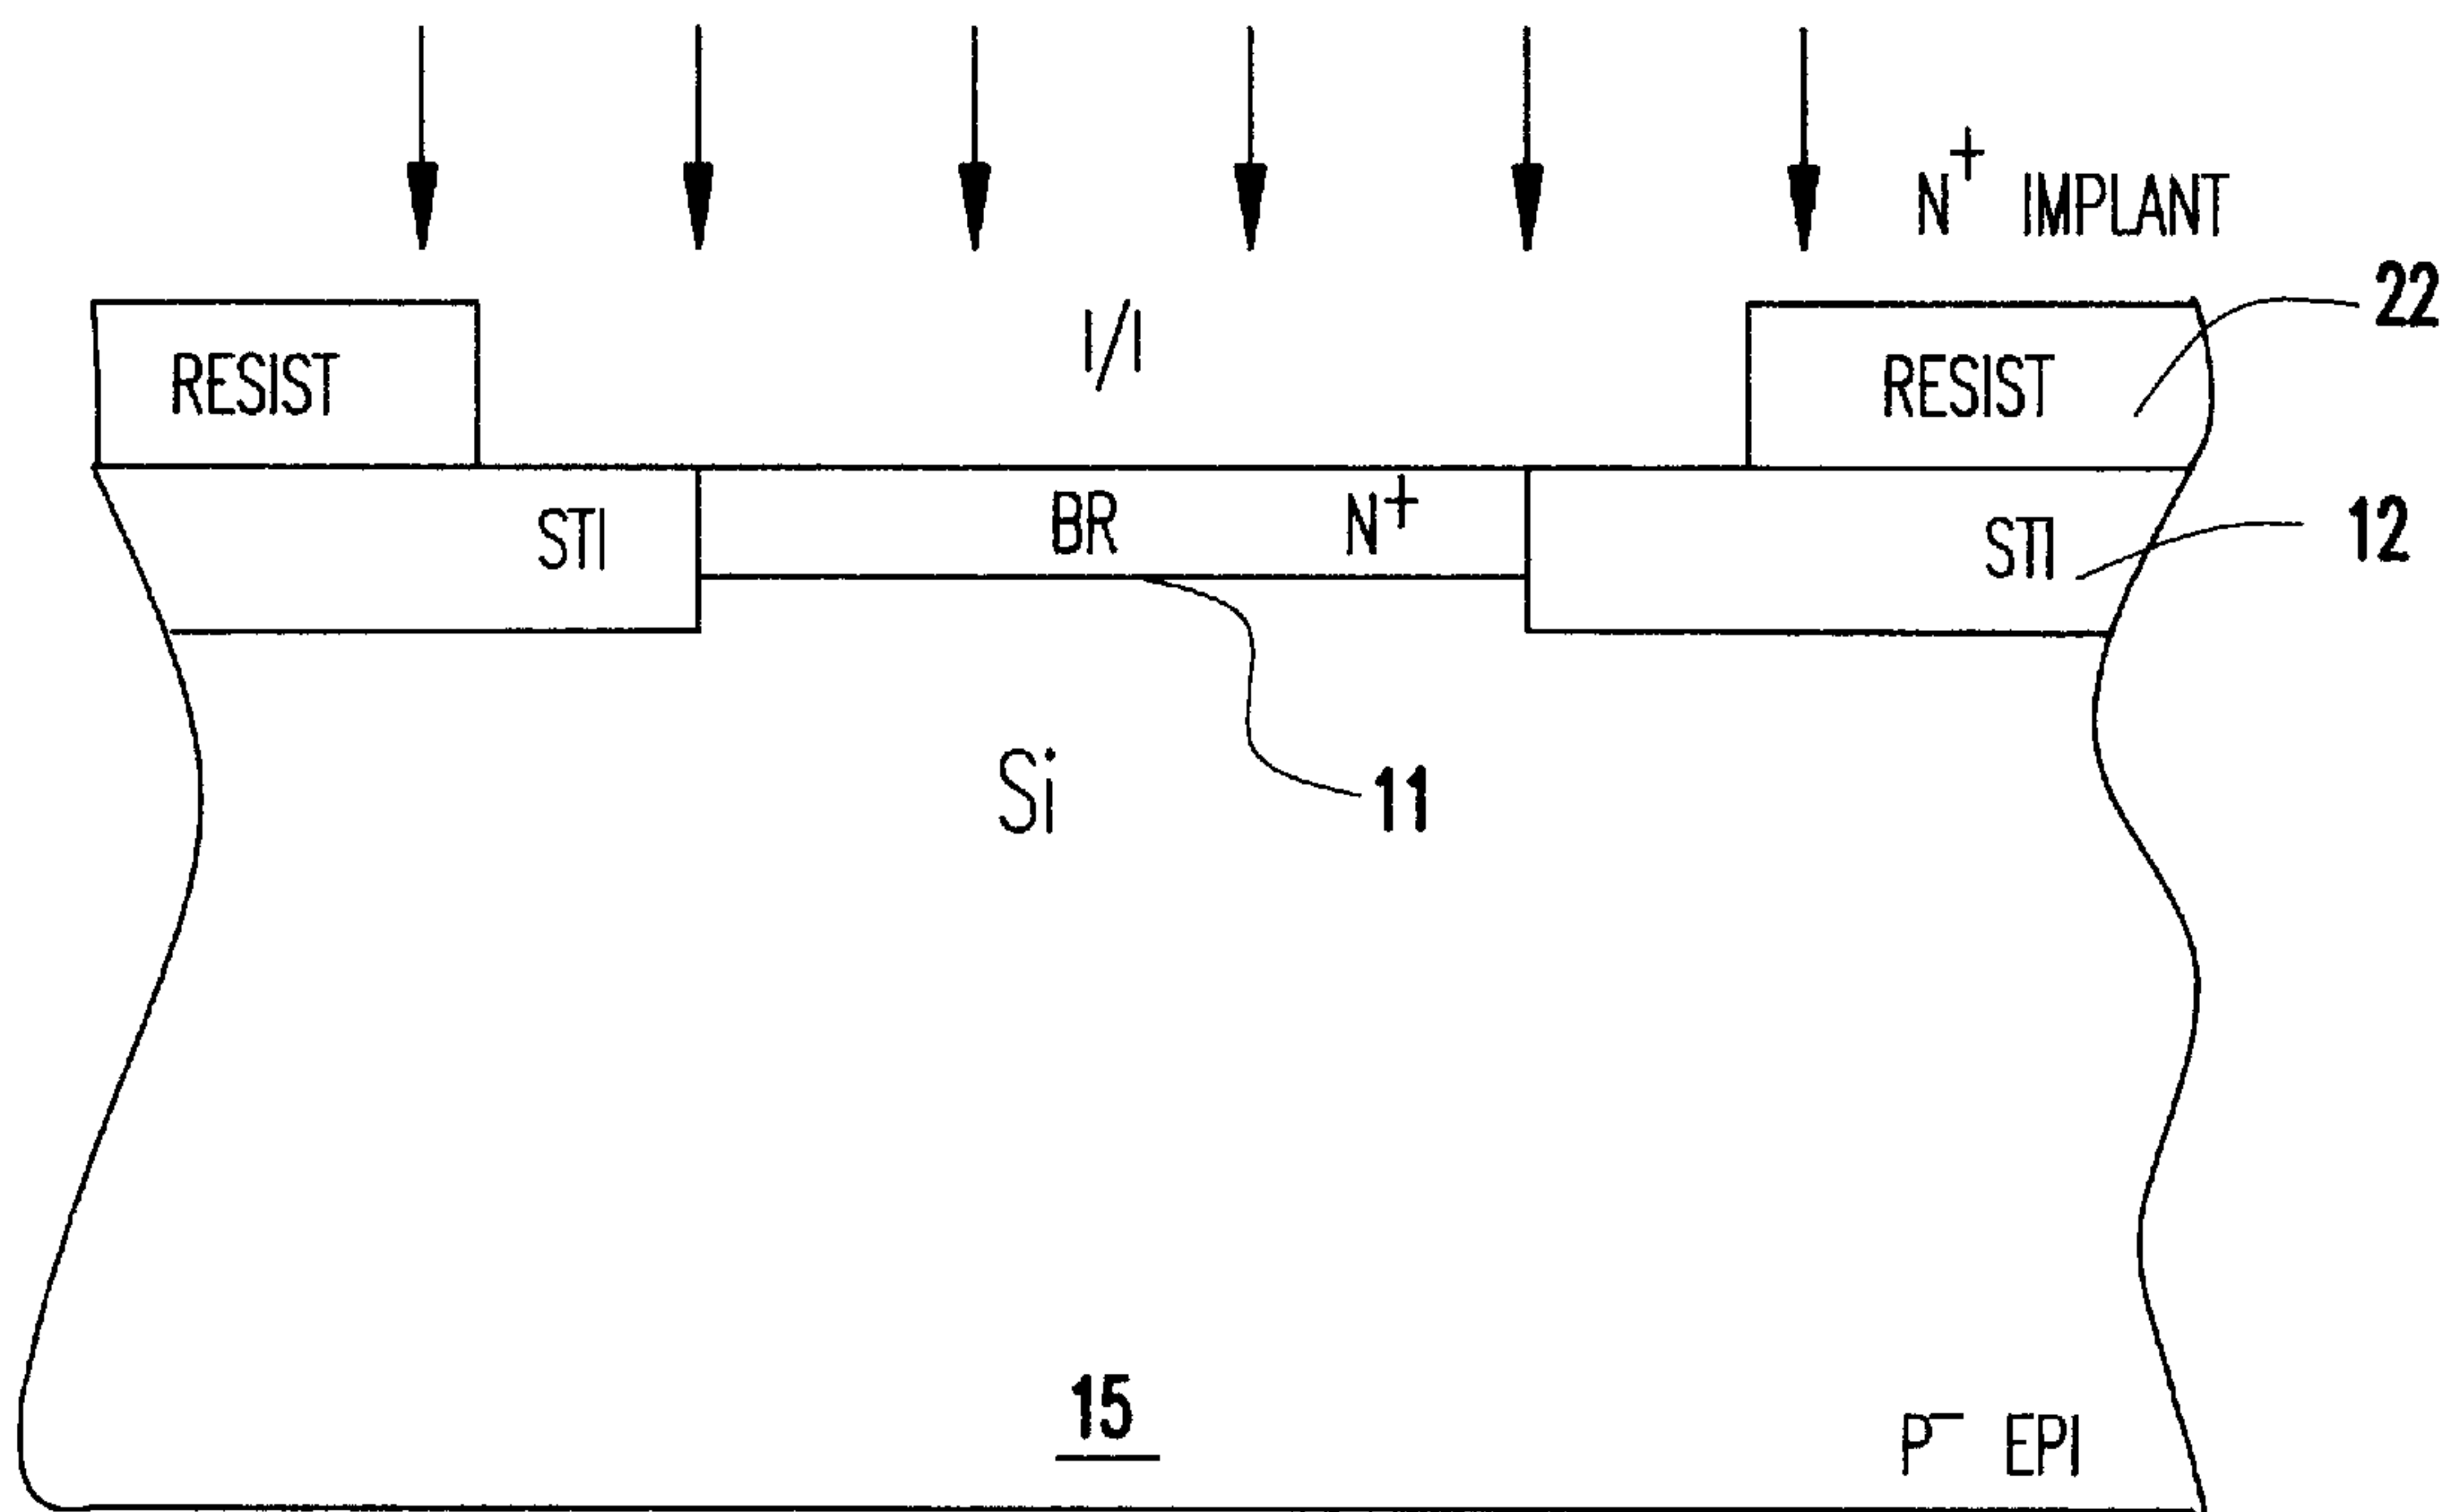 N+ IMPLANT
22
I/I
RESIST
RESIST
BR
N+
STI
STI
12
Si
11
15
P− EPI